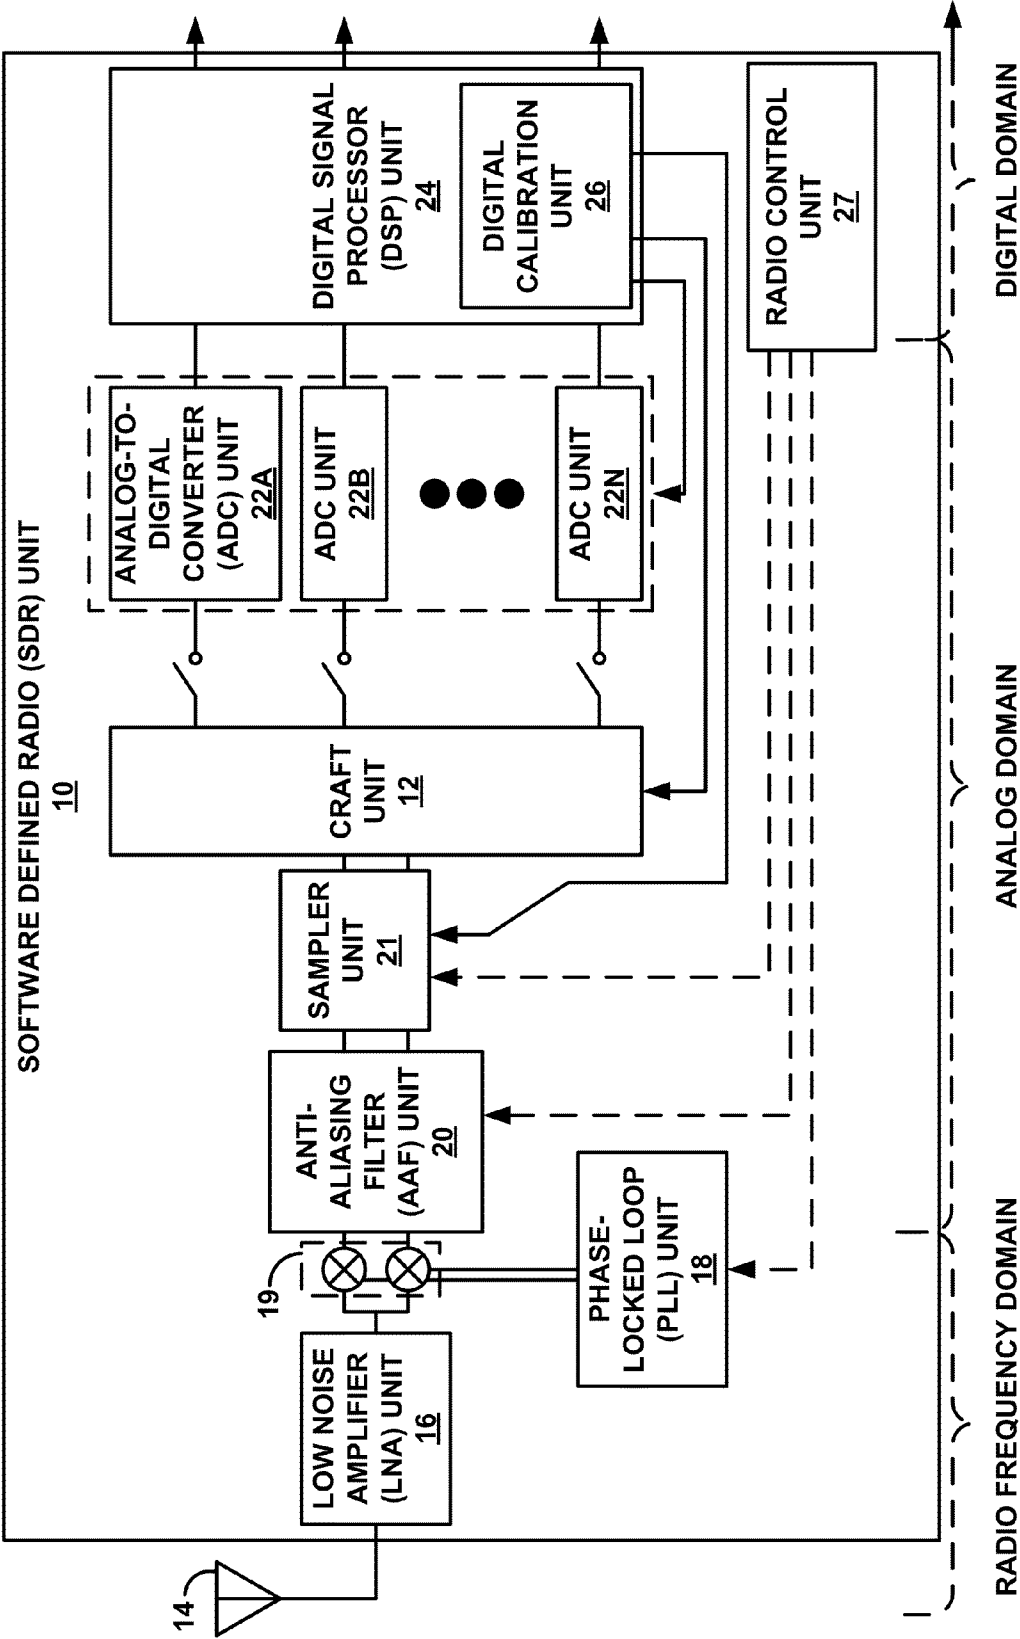 SOFTWARE DEFINED RADIO (SDR) UNIT
10
14
LOW NOISE
AMPLIFIER
(LNA) UNIT
16
19
PHASE-
LOCKED LOOP
(PLL) UNIT
18
ANTI-
ALIASING
FILTER
(AAF) UNIT
20
SAMPLER
UNIT
21
CRAFT
UNIT
12
ANALOG-TO-
DIGITAL
CONVERTER
(ADC) UNIT
22A
ADC UNIT
22B
ADC UNIT
22N
DIGITAL SIGNAL
PROCESSOR
(DSP) UNIT
24
DIGITAL
CALIBRATION
UNIT
26
RADIO CONTROL
UNIT
27
RADIO FREQUENCY DOMAIN
ANALOG DOMAIN
DIGITAL DOMAIN